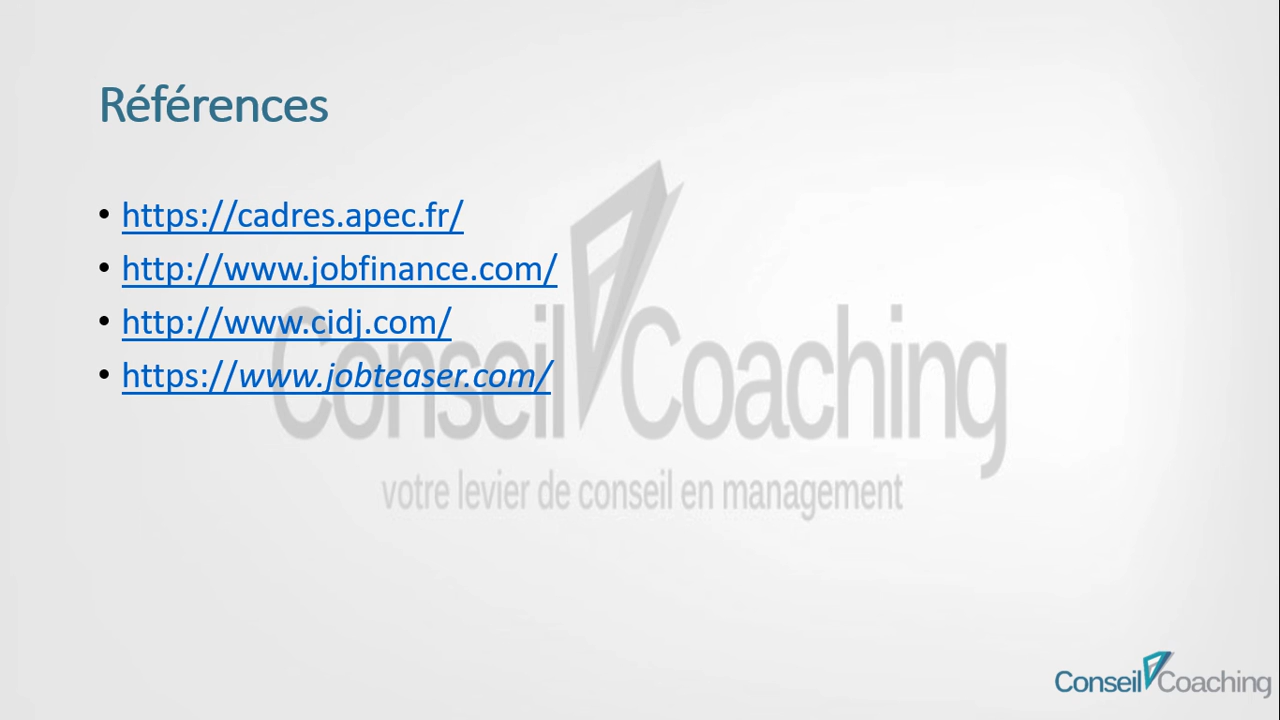 Références
• https://cadres.apec.fr/
• http://www.jobfinance.com/
• http://www.cidj.com/
• https://www.jobteaser.com/
Conseil Coaching
votre levier de conseil en management
Conseil Coaching